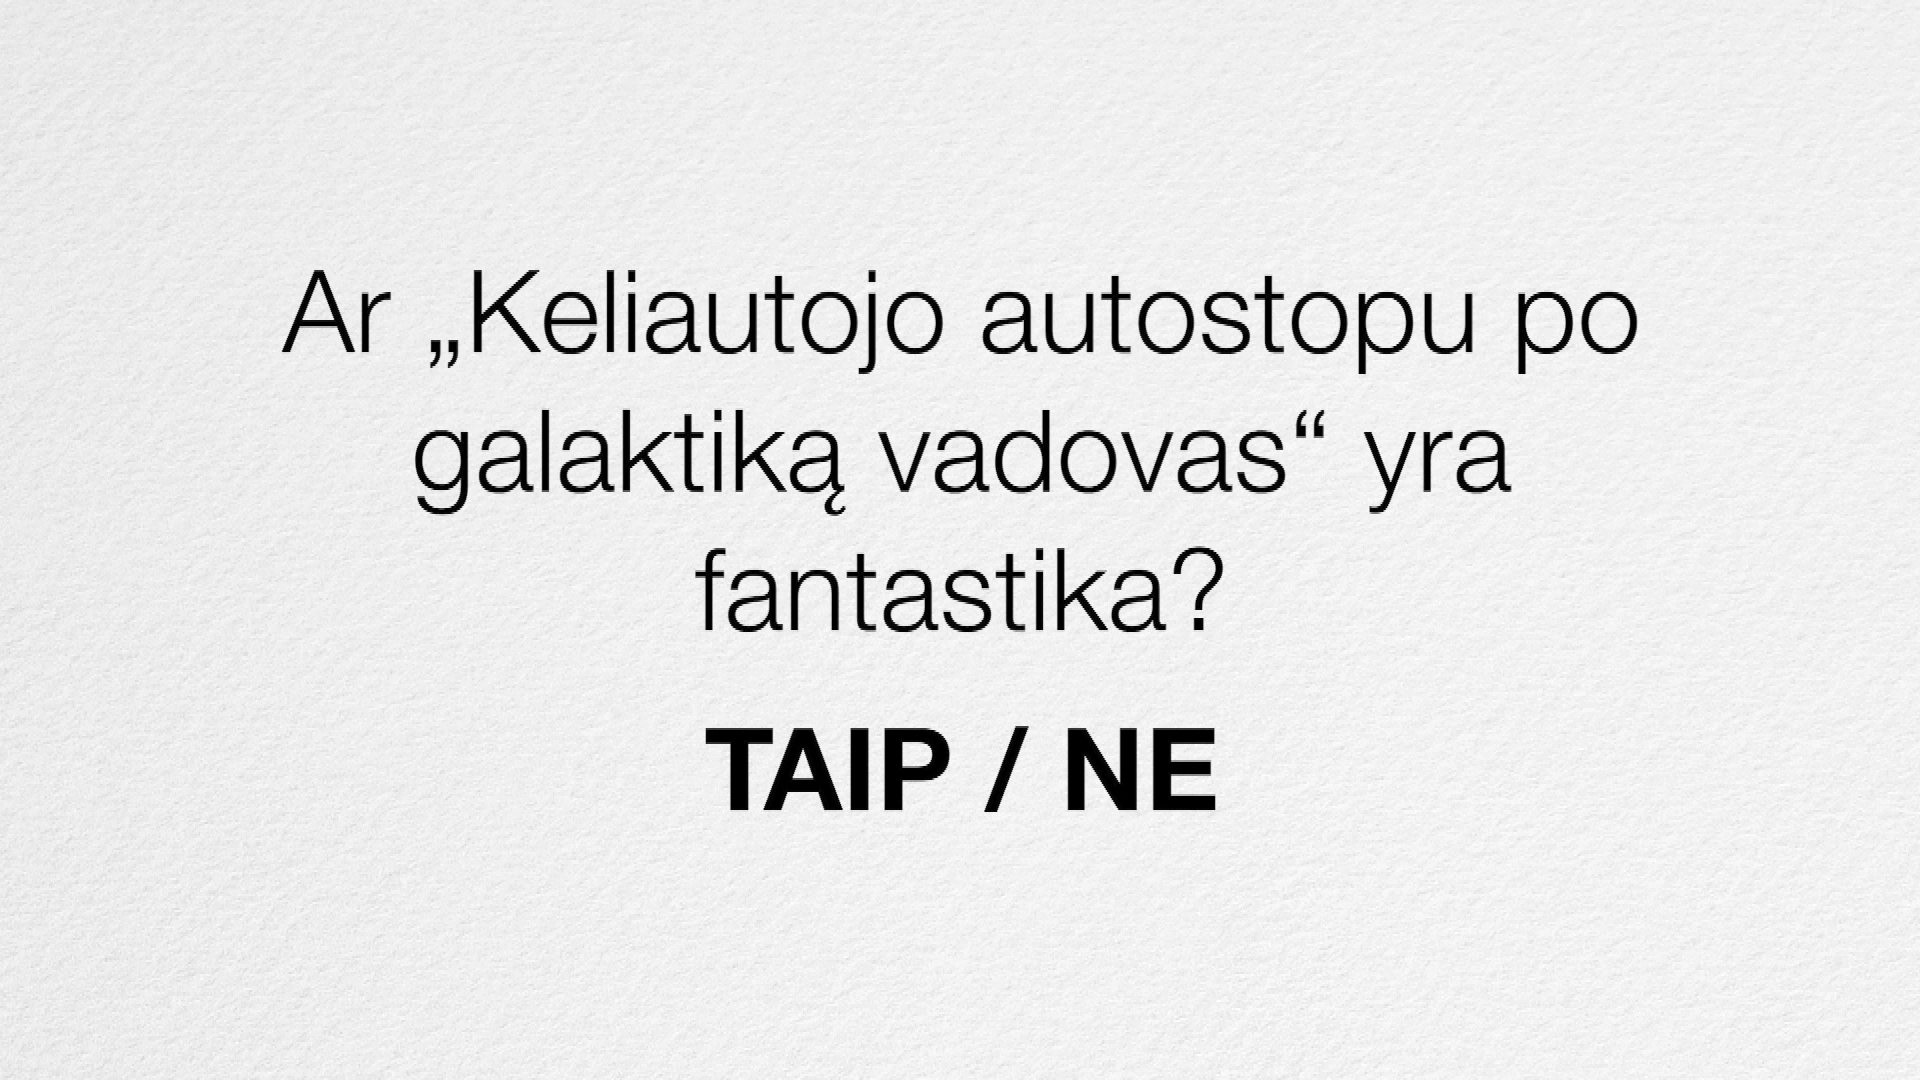 Ar „Keliautojo autostopu po
galaktiką vadovas“ yra
fantastika?
TAIP / NE